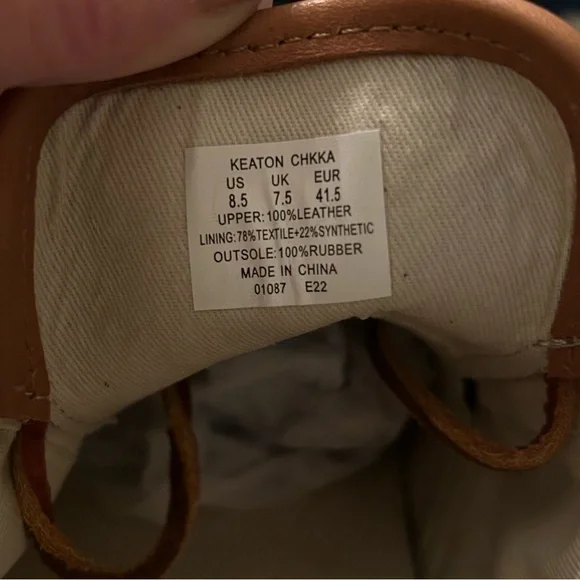 KEATON CHKKA
US UK EUR
8.5 7.5 41.5
UPPER:100%LEATHER
LINING:78%TEXTILE+22%SYNTHETIC
OUTSOLE:100%RUBBER
MADE IN CHINA
01087 E22